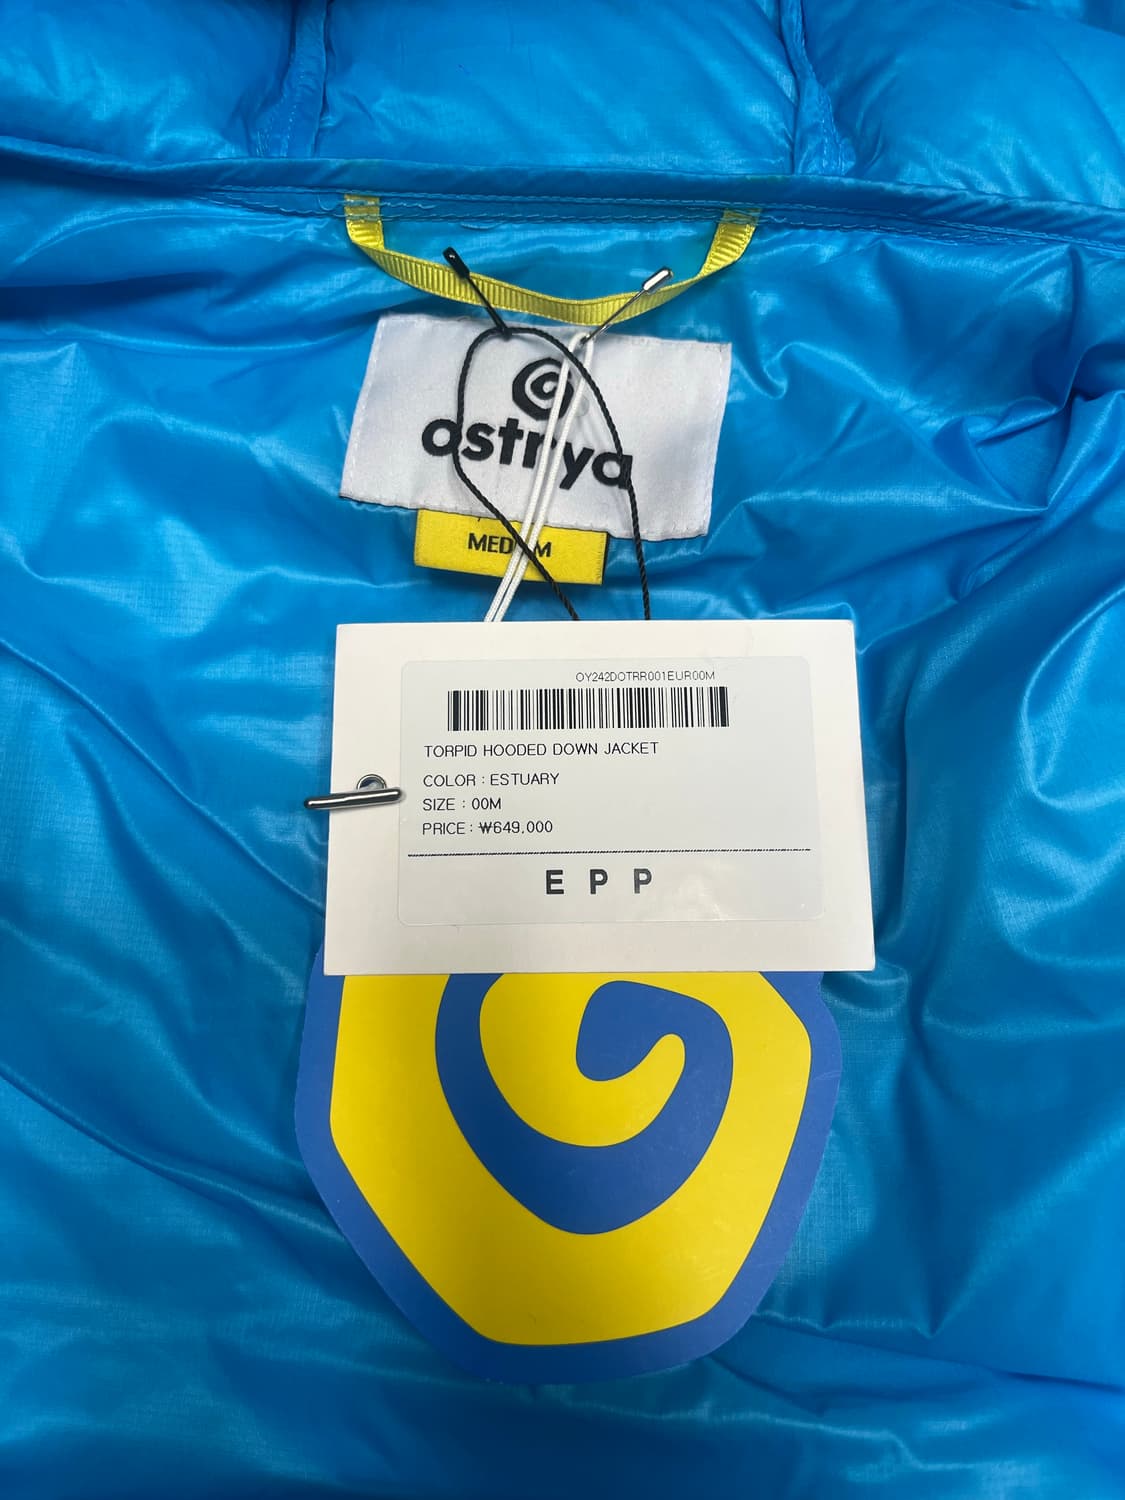 ostrya
MEDIUM
OY242DOTRR001EUR00M
TORPID HOODED DOWN JACKET
COLOR : ESTUARY
SIZE : 00M
PRICE : ₩649,000
EPP